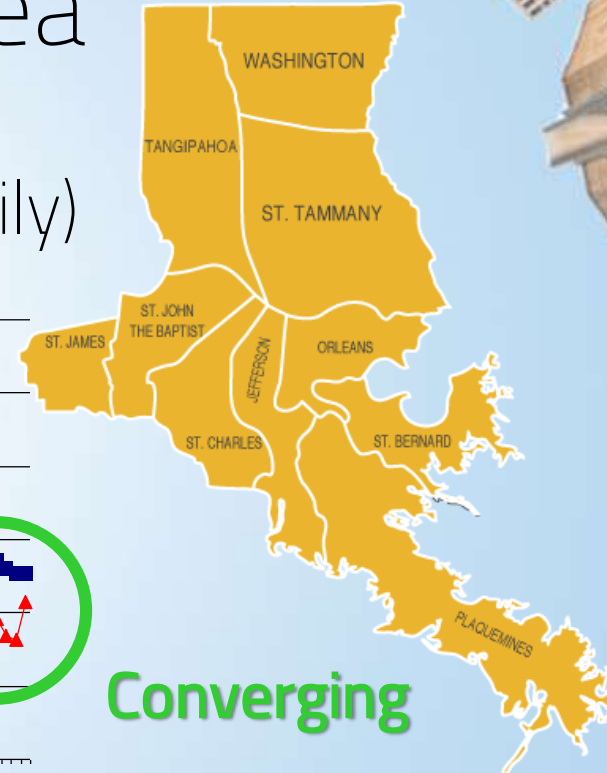 ea
ily)
WASHINGTON
TANGIPAHOA
ST. TAMMANY
ST. JOHN
THE BAPTIST
ST. JAMES
JEFFERSON
ORLEANS
ST. CHARLES
ST. BERNARD
PLAQUEMINES
Converging